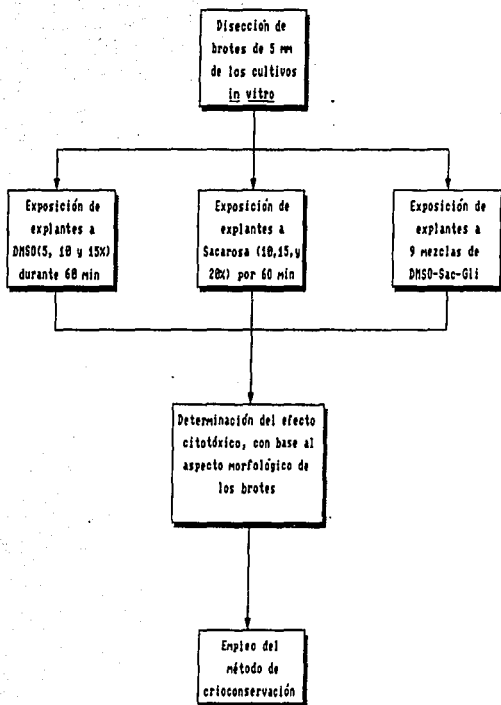 Disección de
brotes de 5 mm
de los cultivos
in vitro
Exposición de
explantes a
DMSO(5, 10 y 15%)
durante 60 min
Exposición de
explantes a
Sacarosa (10,15,y
20%) por 60 min
Exposición de
explantes a
9 mezclas de
DMSO-Sac-Gli
Determinación del efecto
citotóxico, con base al
aspecto morfológico de
los brotes
Empleo del
método de
crioconservación